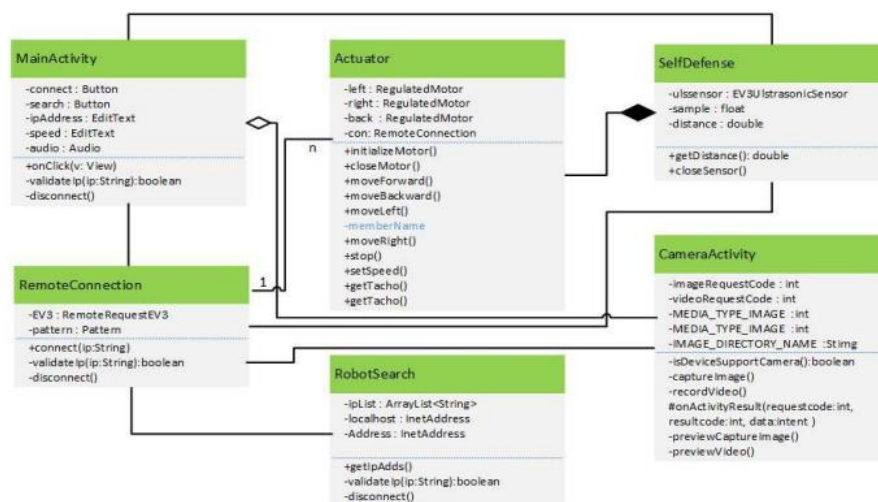 MainActivity
-connect : Button
-search : Button
-ipAddress : EditText
-speed : EditText
-audio : Audio
+onClick(v: View)
-validateIp(ip:String):boolean
-disconnect()
Actuator
-left : RegulatedMotor
-right : RegulatedMotor
-back : RegulatedMotor
-con: RemoteConnection
+initializeMotor()
+closeMotor()
+moveForward()
+moveBackward()
+moveLeft()
-memberName
+moveRight()
+stop()
+setSpeed()
+getTacho()
+getTacho()
SelfDefense
-ulssensor : EV3UlstrasonicSensor
-sample : float
-distance : double
+getDistance(): double
+closeSensor()
n
1
RemoteConnection
-EV3 : RemoteRequestEV3
-pattern : Pattern
+connect(ip:String)
-validateIp(ip:String):boolean
-disconnect()
CameraActivity
-imageRequestCode : int
-videoRequestCode : int
-MEDIA_TYPE_IMAGE : int
-MEDIA_TYPE_IMAGE : int
-IMAGE_DIRECTORY_NAME : Stirng
-isDeviceSupportCamera():boolean
-captureImage()
-recordVideo()
#onActivityResult(requestcode:int,
resultcode:int, data:intent )
-previewCaptureImage()
-previewVideo()
RobotSearch
-ipList : ArrayList<String>
-localhost : InetAddress
-Address : InetAddress
+getIpAdds()
-validateIp(ip:String):boolean
-disconnect()